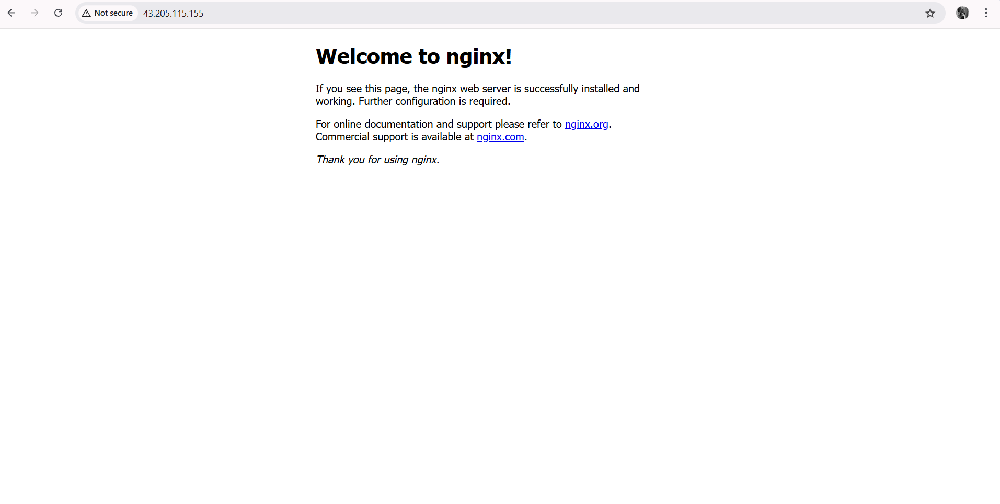 Not secure 43.205.115.155
Welcome to nginx!
If you see this page, the nginx web server is successfully installed and
working. Further configuration is required.
For online documentation and support please refer to nginx.org.
Commercial support is available at nginx.com.
Thank you for using nginx.